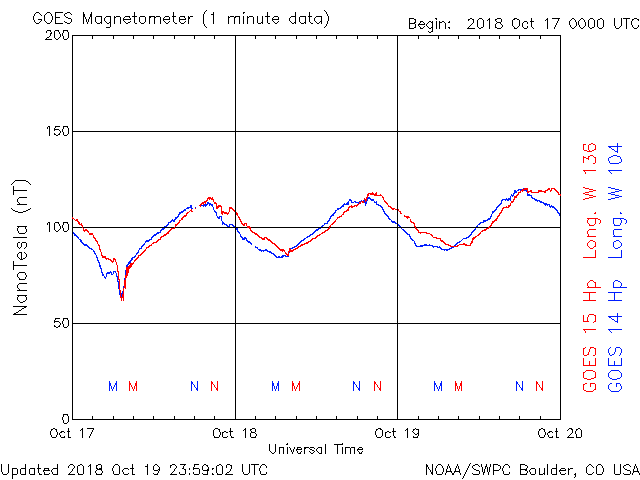 GOES Magnetometer (1 minute data)
Begin: 2018 Oct 17 0000 UTC
200
150
100
50
0
NanoTesla (nT)
M M N N M M N N M M N N
Oct 17 Oct 18 Oct 19 Oct 20
Universal Time
GOES 15 Hp Long. W 136
GOES 14 Hp Long. W 104
Updated 2018 Oct 19 23:59:02 UTC
NOAA/SWPC Boulder, CO USA